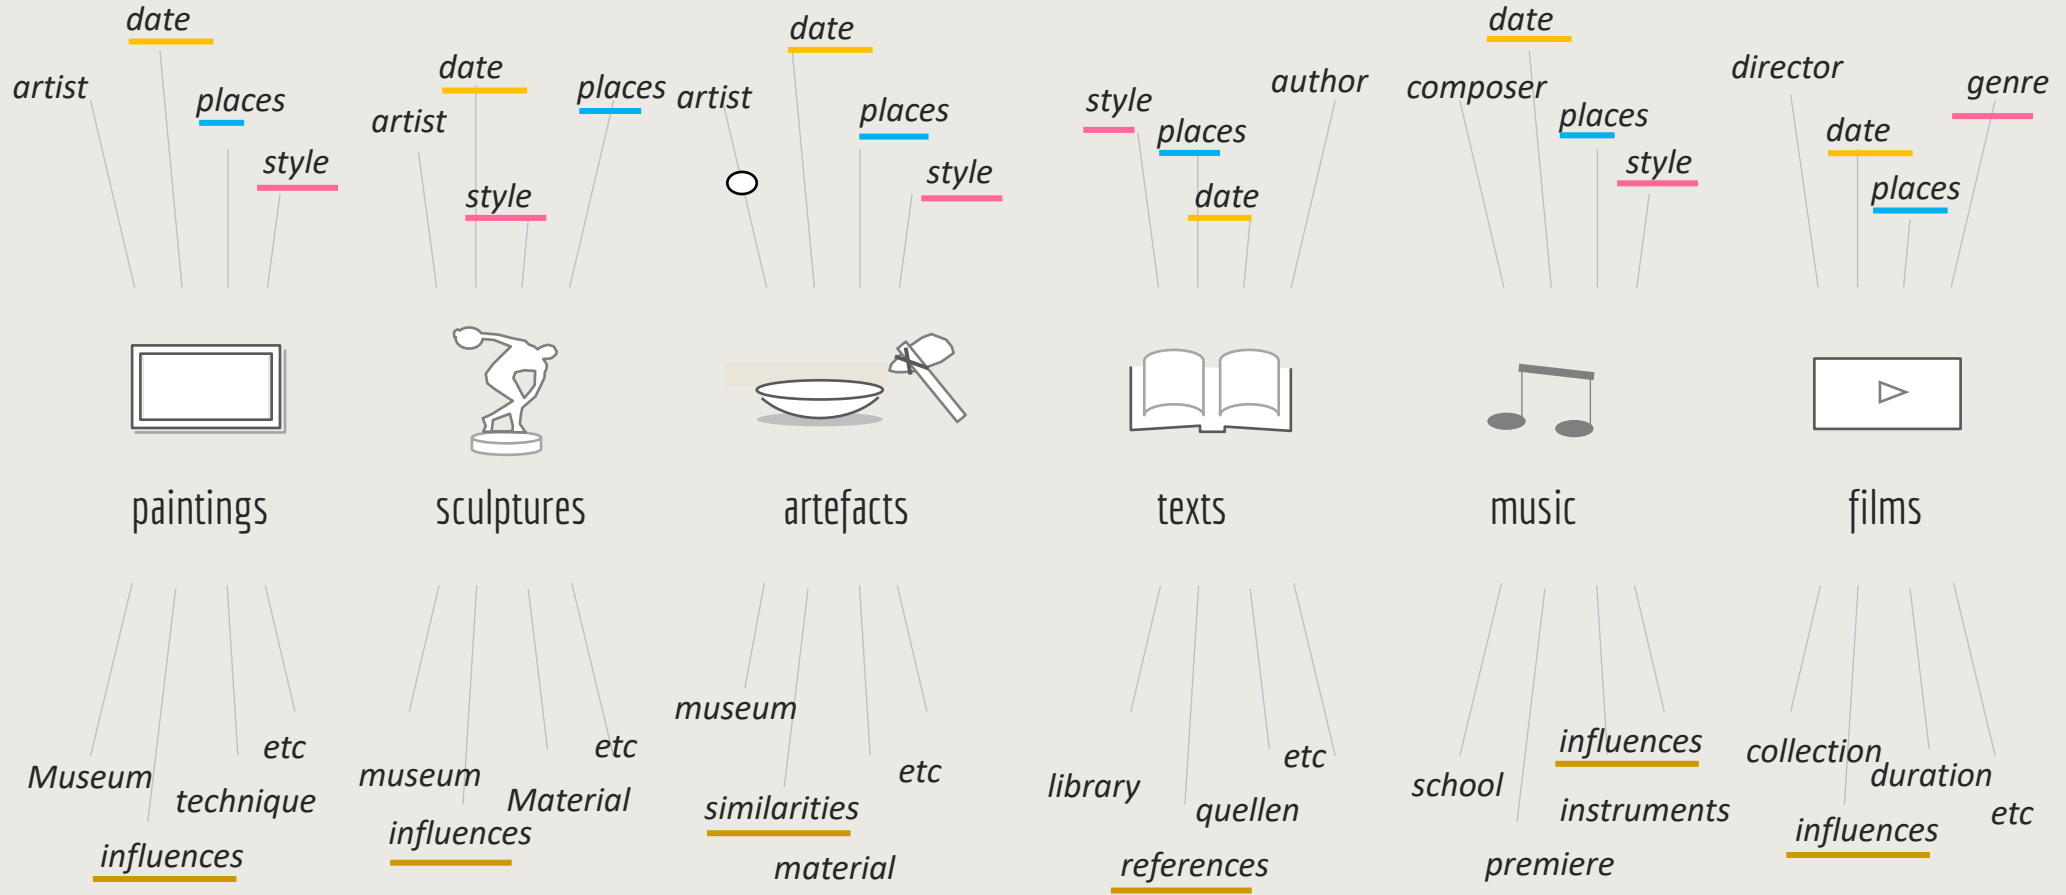 date
artist
places
style
date
places
artist
style
date
artist
places
style
author
style
places
date
date
composer
places
style
director
genre
date
places
paintings
sculptures
artefacts
texts
music
films
etc
Museum
technique
influences
etc
museum
Material
influences
museum
etc
similarities
material
etc
library
quellen
references
influences
school
instruments
premiere
collection
duration
etc
influences